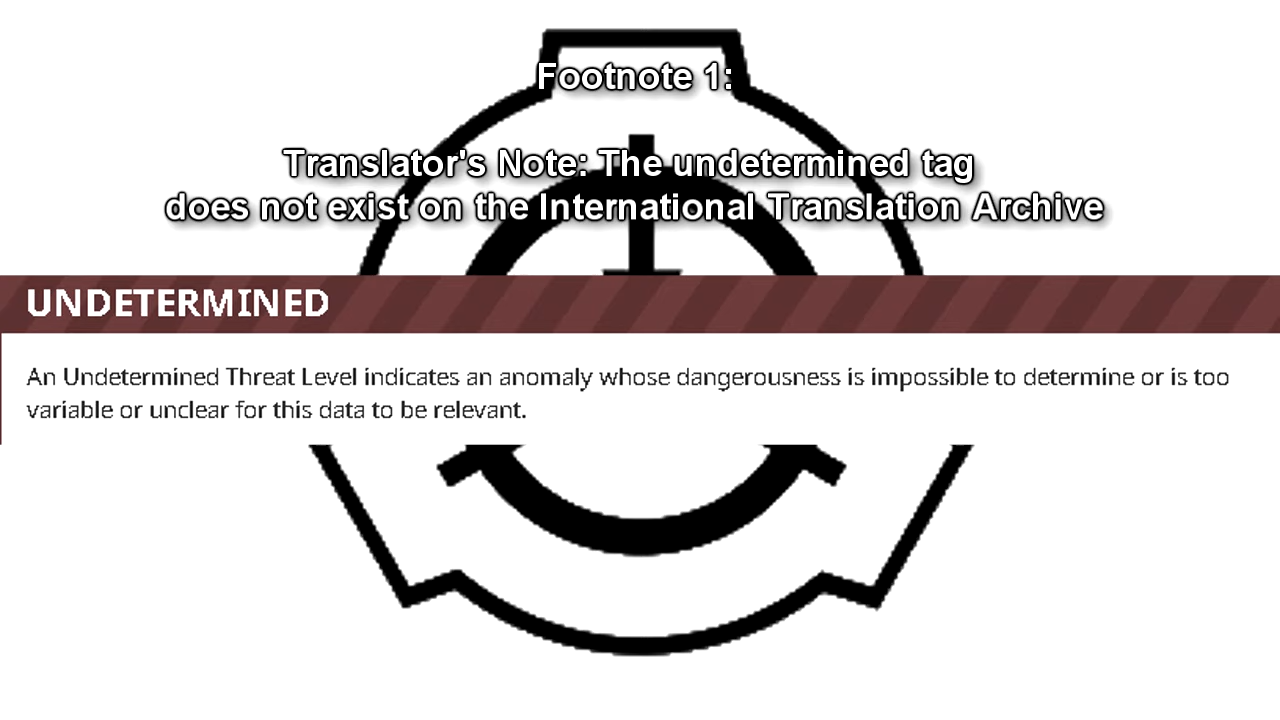 Footnote 1:
Translator's Note: The undetermined tag
does not exist on the International Translation Archive
UNDETERMINED
An Undetermined Threat Level indicates an anomaly whose dangerousness is impossible to determine or is too
variable or unclear for this data to be relevant.